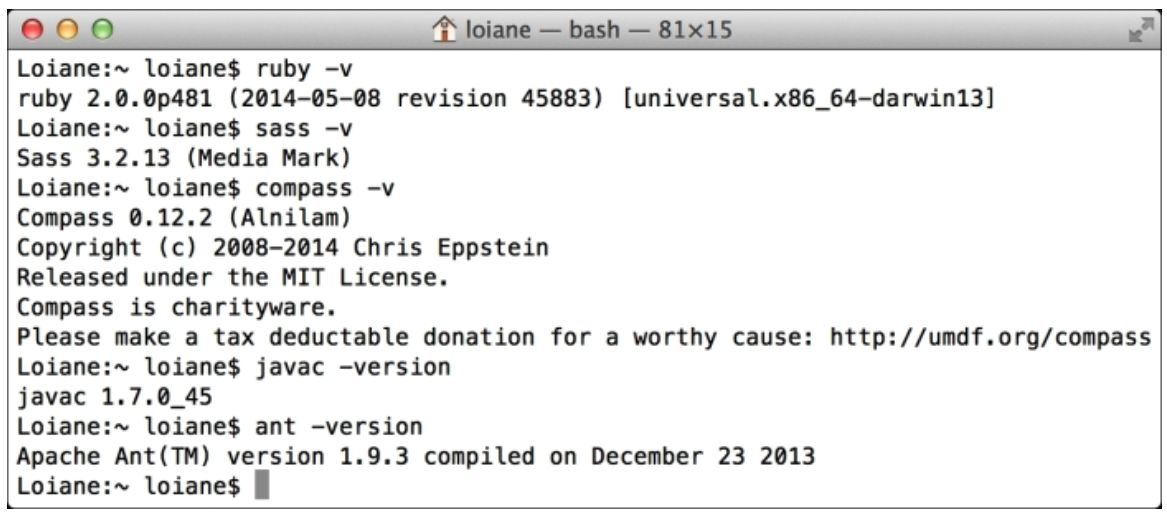 loiane — bash — 81×15
Loiane:~ loiane$ ruby -v
ruby 2.0.0p481 (2014-05-08 revision 45883) [universal.x86_64-darwin13]
Loiane:~ loiane$ sass -v
Sass 3.2.13 (Media Mark)
Loiane:~ loiane$ compass -v
Compass 0.12.2 (Alnilam)
Copyright (c) 2008-2014 Chris Eppstein
Released under the MIT License.
Compass is charityware.
Please make a tax deductable donation for a worthy cause: http://umdf.org/compass
Loiane:~ loiane$ javac -version
javac 1.7.0_45
Loiane:~ loiane$ ant -version
Apache Ant(TM) version 1.9.3 compiled on December 23 2013
Loiane:~ loiane$